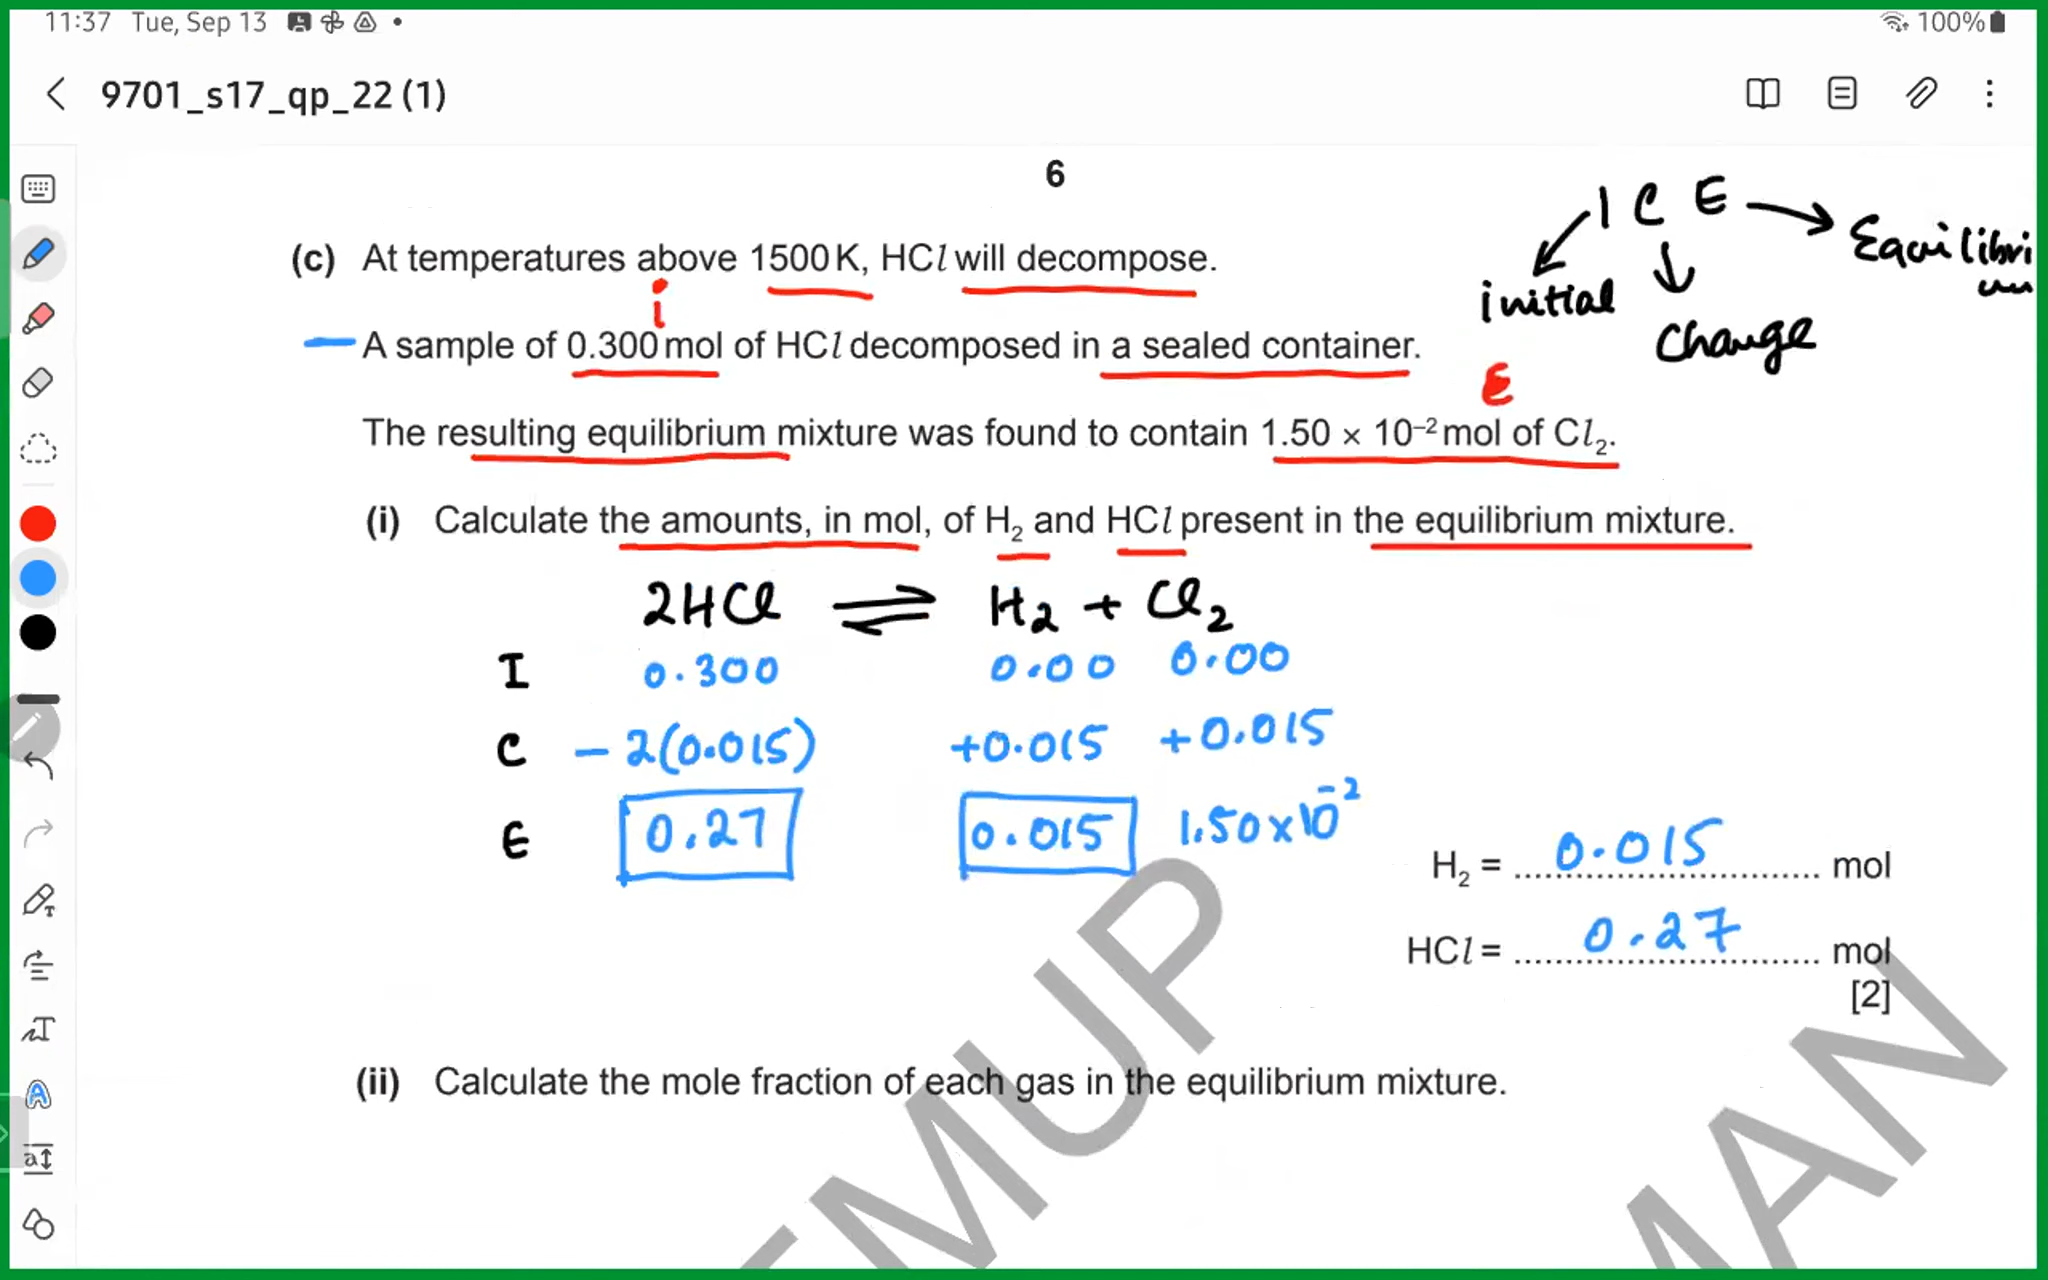 11:37 Tue, Sep 13
100%
9701_s17_qp_22 (1)
6
I C E → Equilibrium
initial
Change
(c) At temperatures above 1500 K, HCl will decompose.
i
A sample of 0.300 mol of HCl decomposed in a sealed container.
E
The resulting equilibrium mixture was found to contain 1.50 × 10⁻² mol of Cl₂.
(i) Calculate the amounts, in mol, of H₂ and HCl present in the equilibrium mixture.
2HCl ⇌ H₂ + Cl₂
I 0.300 0.00 0.00
C − 2(0.015) +0.015 +0.015
E 0.27 0.015 1.50×10⁻²
H₂ = 0.015 mol
HCl = 0.27 mol
[2]
(ii) Calculate the mole fraction of each gas in the equilibrium mixture.
EMUP
MAN